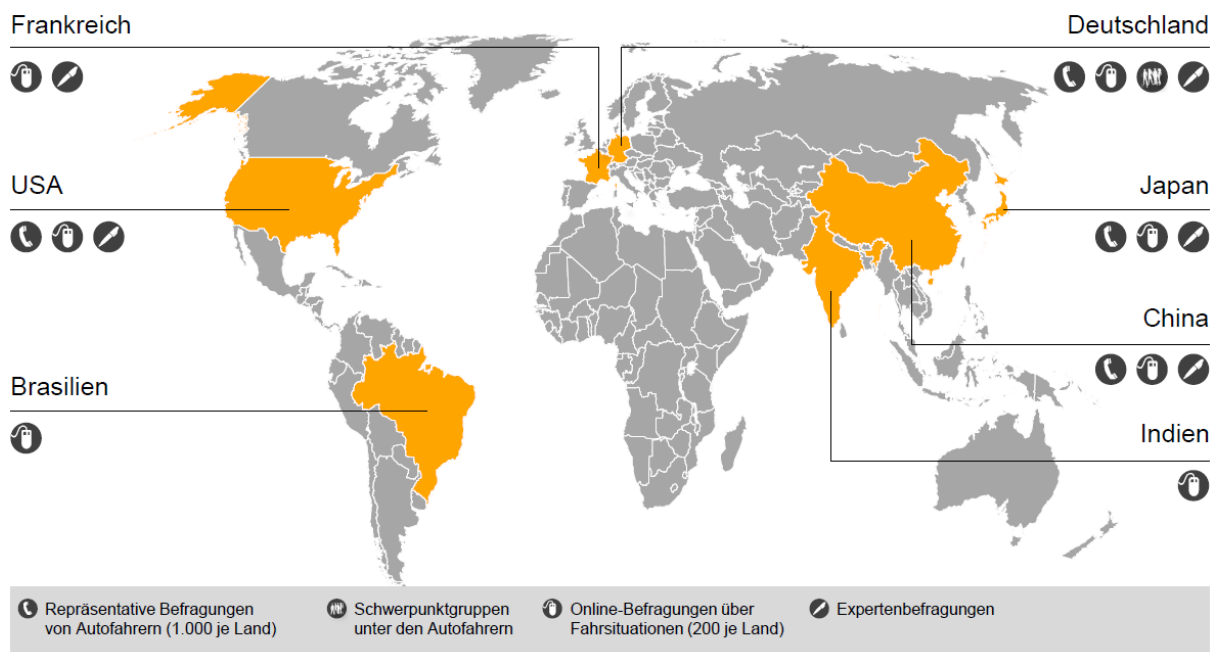 Frankreich
Deutschland
USA
Japan
China
Brasilien
Indien
Repräsentative Befragungen
von Autofahrern (1.000 je Land)
Schwerpunktgruppen
unter den Autofahrern
Online-Befragungen über
Fahrsituationen (200 je Land)
Expertenbefragungen